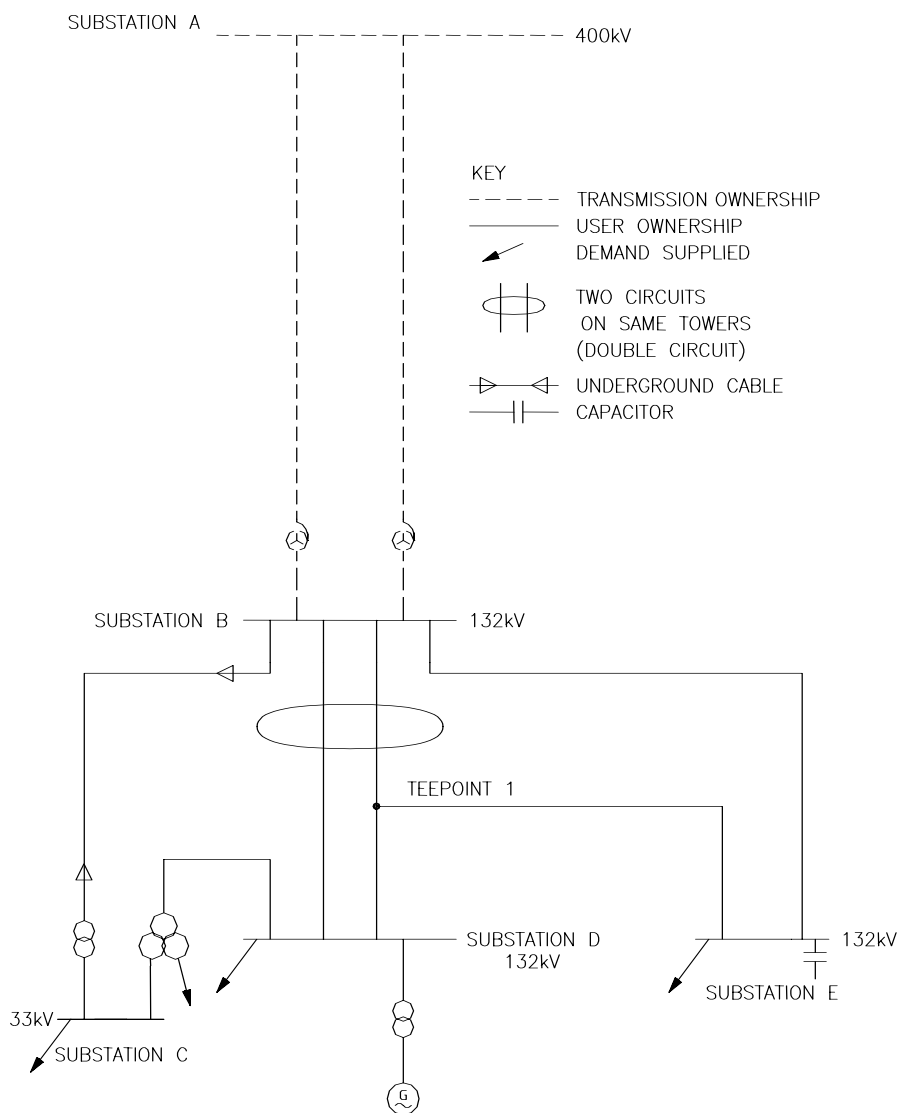 SUBSTATION A
400kV
KEY
TRANSMISSION OWNERSHIP
USER OWNERSHIP
DEMAND SUPPLIED
TWO CIRCUITS
ON SAME TOWERS
(DOUBLE CIRCUIT)
UNDERGROUND CABLE
CAPACITOR
SUBSTATION B
132kV
TEEPOINT 1
SUBSTATION D
132kV
132kV
SUBSTATION E
33kV
SUBSTATION C
G